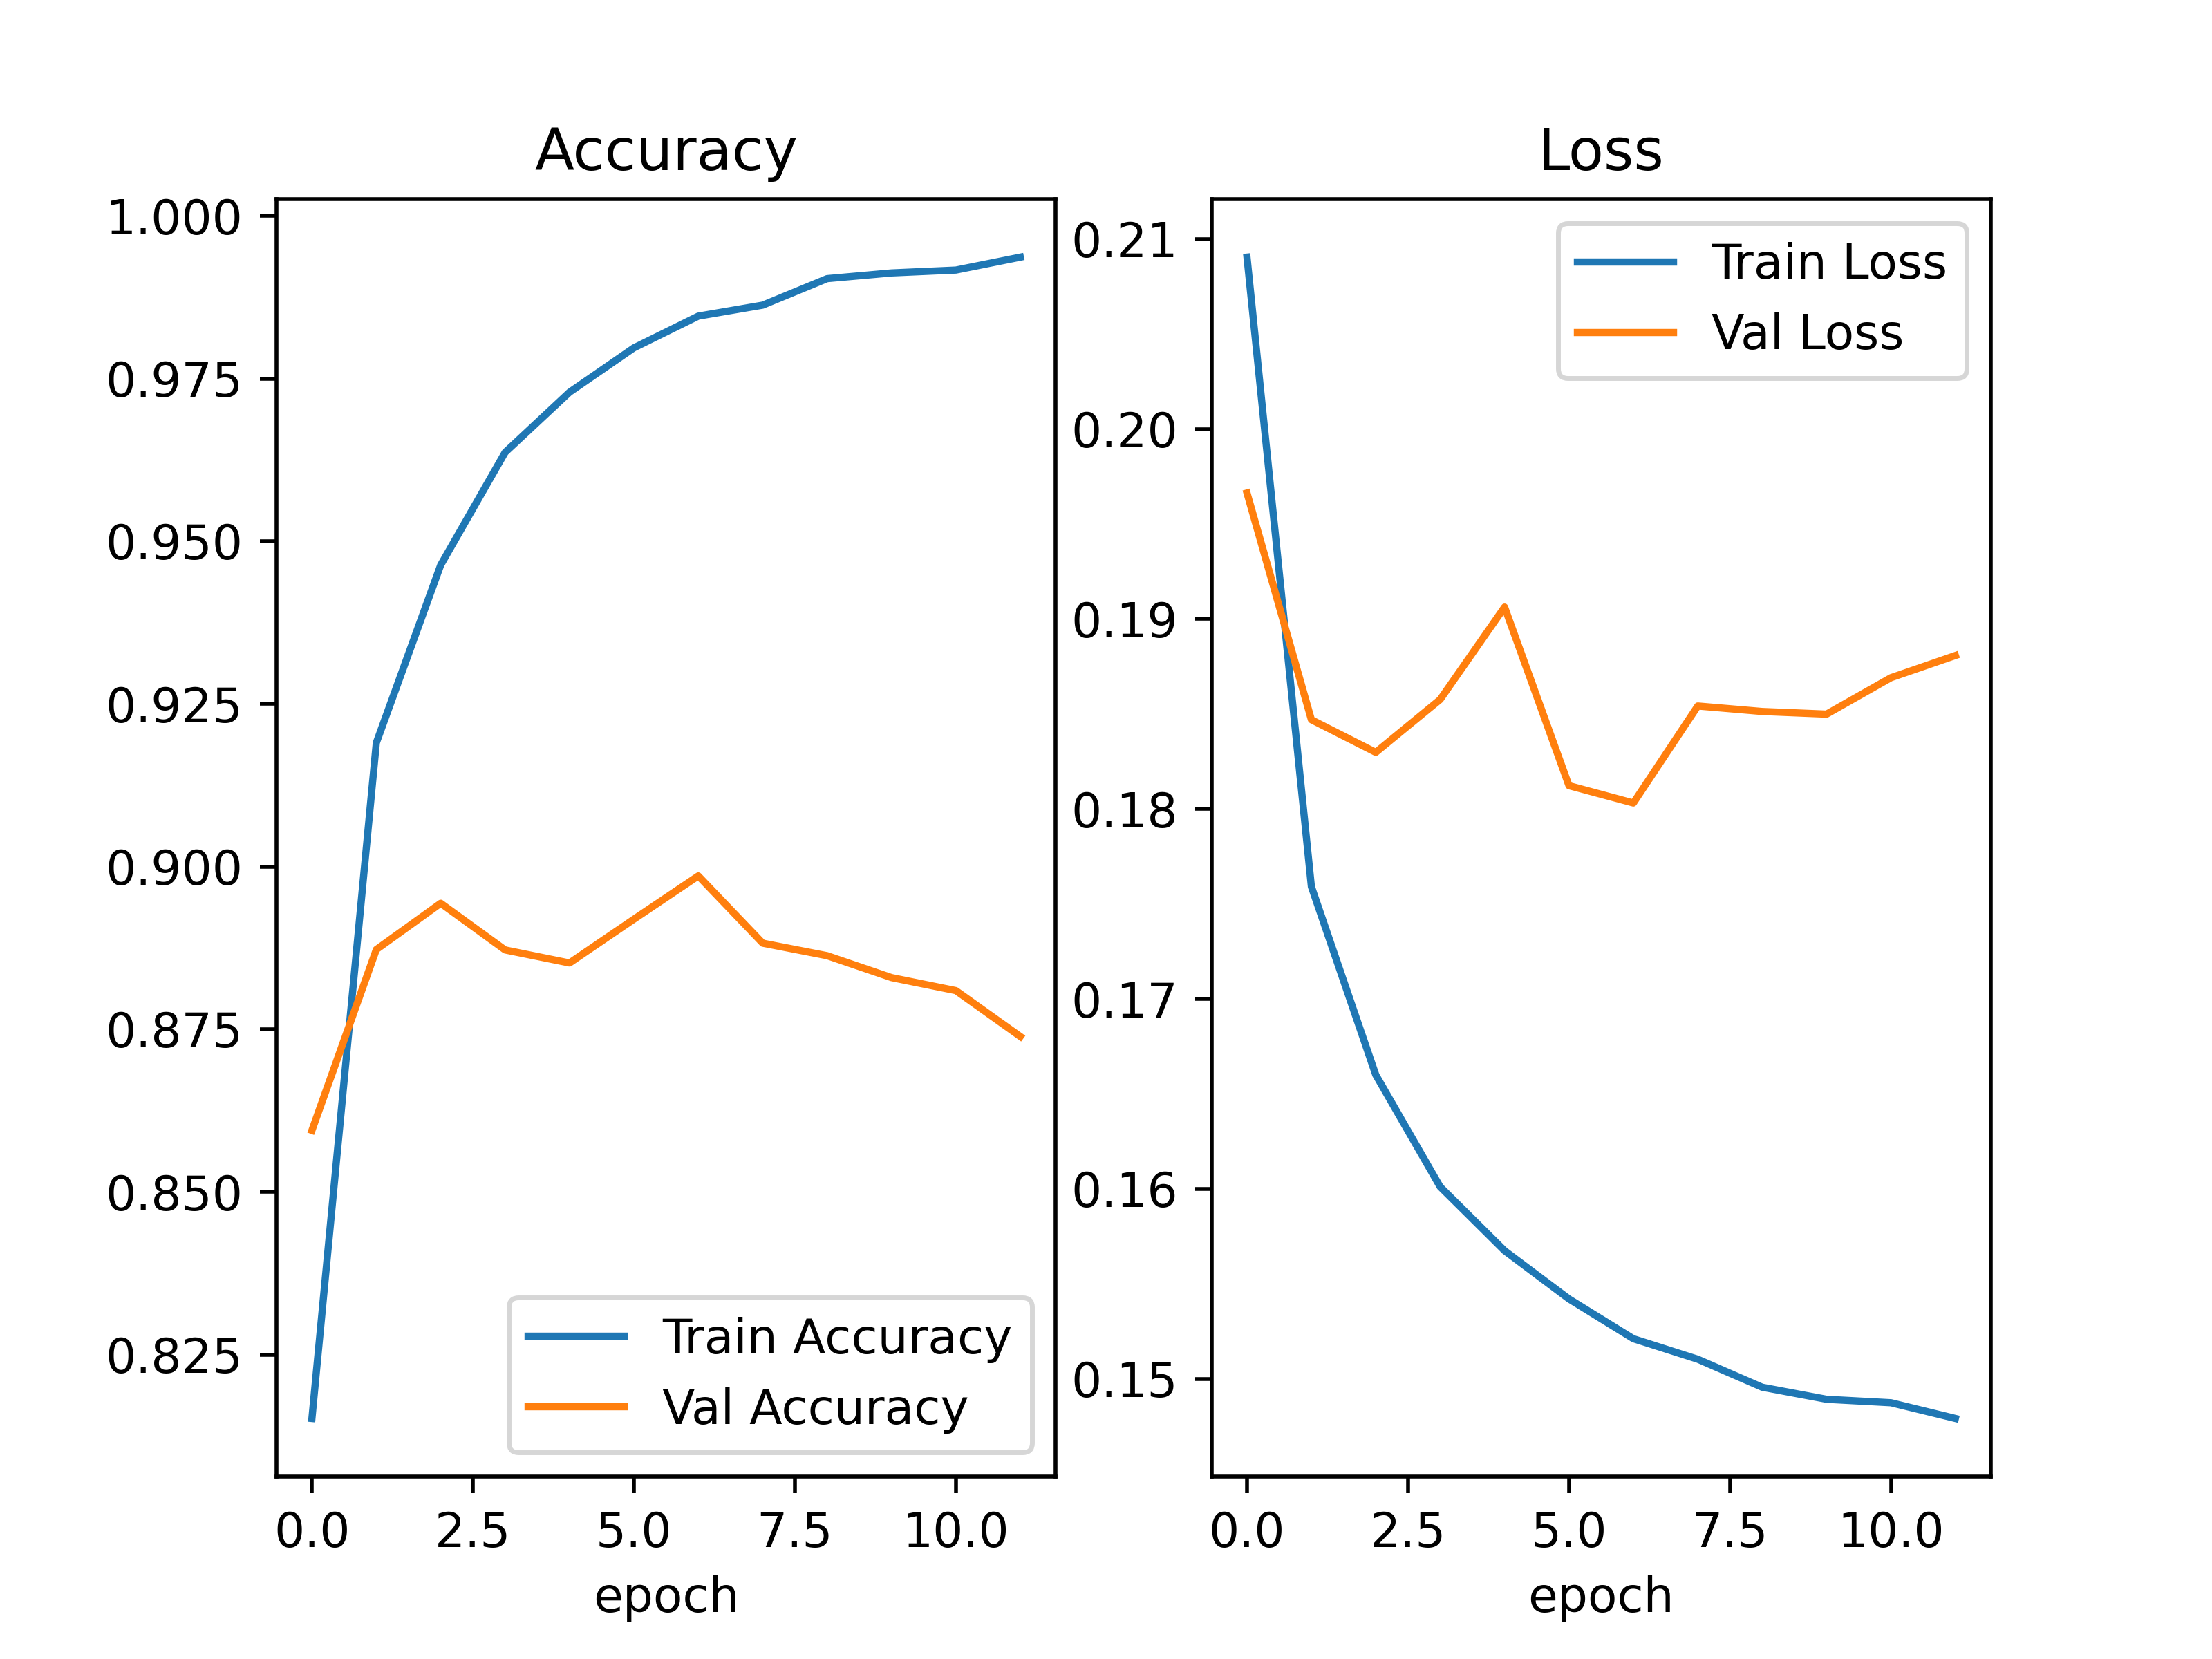 Accuracy
1.000
0.975
0.950
0.925
0.900
0.875
0.850
0.825
Train Accuracy
Val Accuracy
0.0 2.5 5.0 7.5 10.0
epoch
Loss
0.21
0.20
0.19
0.18
0.17
0.16
0.15
Train Loss
Val Loss
0.0 2.5 5.0 7.5 10.0
epoch